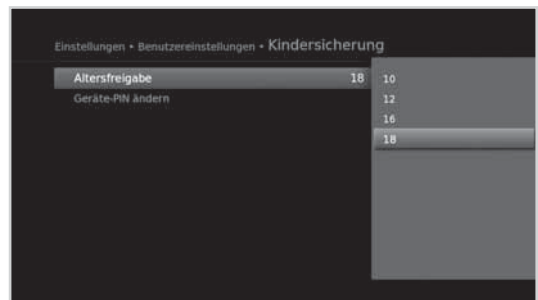 Einstellungen • Benutzereinstellungen • Kindersicherung
Altersfreigabe 18
Geräte-PIN ändern
10
12
16
18